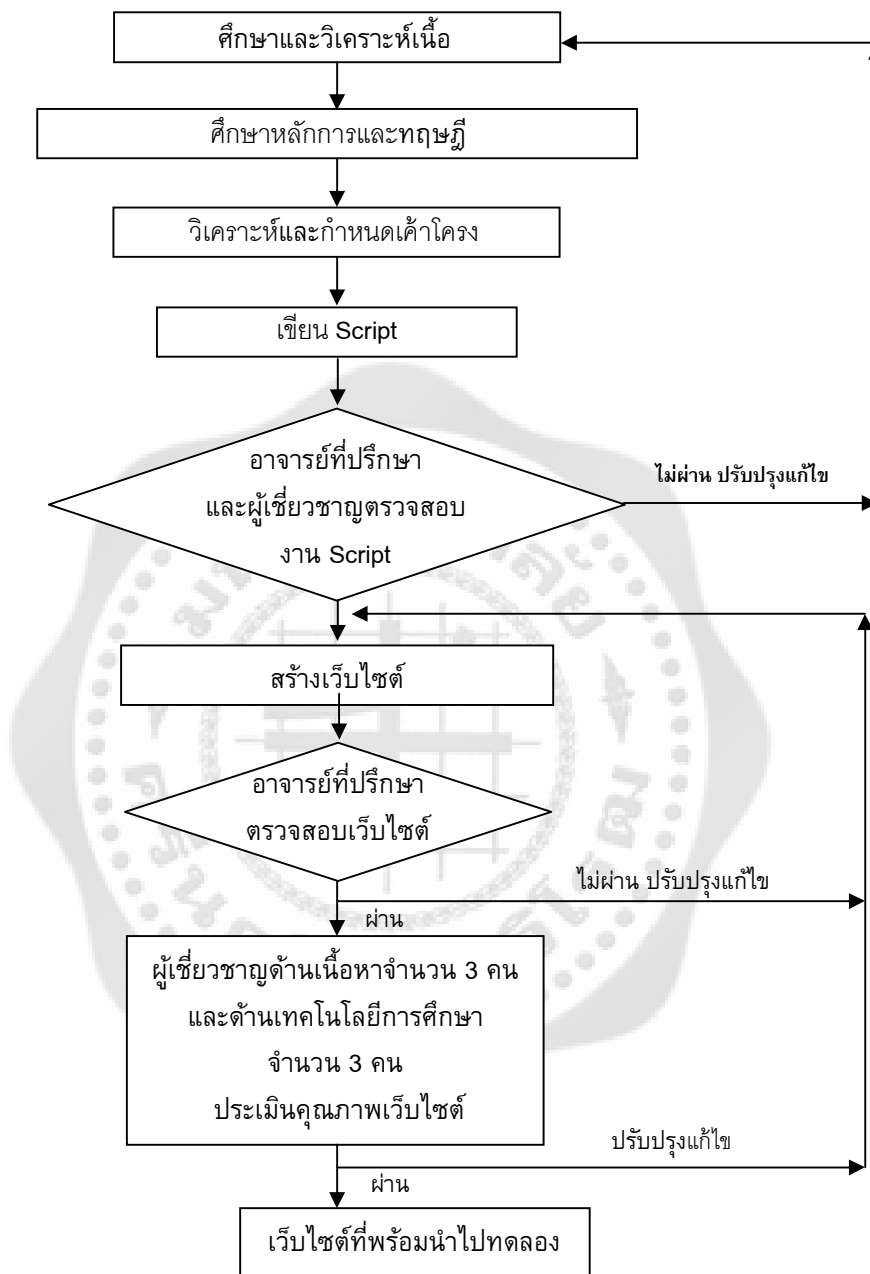 ศึกษาและวิเคราะห์เนื้อ
ศึกษาหลักการและทฤษฎี
วิเคราะห์และกำหนดเค้าโครง
เขียน Script
อาจารย์ที่ปรึกษา
และผู้เชี่ยวชาญตรวจสอบ
งาน Script
ไม่ผ่าน ปรับปรุงแก้ไข
สร้างเว็บไซต์
อาจารย์ที่ปรึกษา
ตรวจสอบเว็บไซต์
ไม่ผ่าน ปรับปรุงแก้ไข
ผ่าน
ผู้เชี่ยวชาญด้านเนื้อหาจำนวน 3 คน
และด้านเทคโนโลยีการศึกษา
จำนวน 3 คน
ประเมินคุณภาพเว็บไซต์
ปรับปรุงแก้ไข
ผ่าน
เว็บไซต์ที่พร้อมนำไปทดลอง